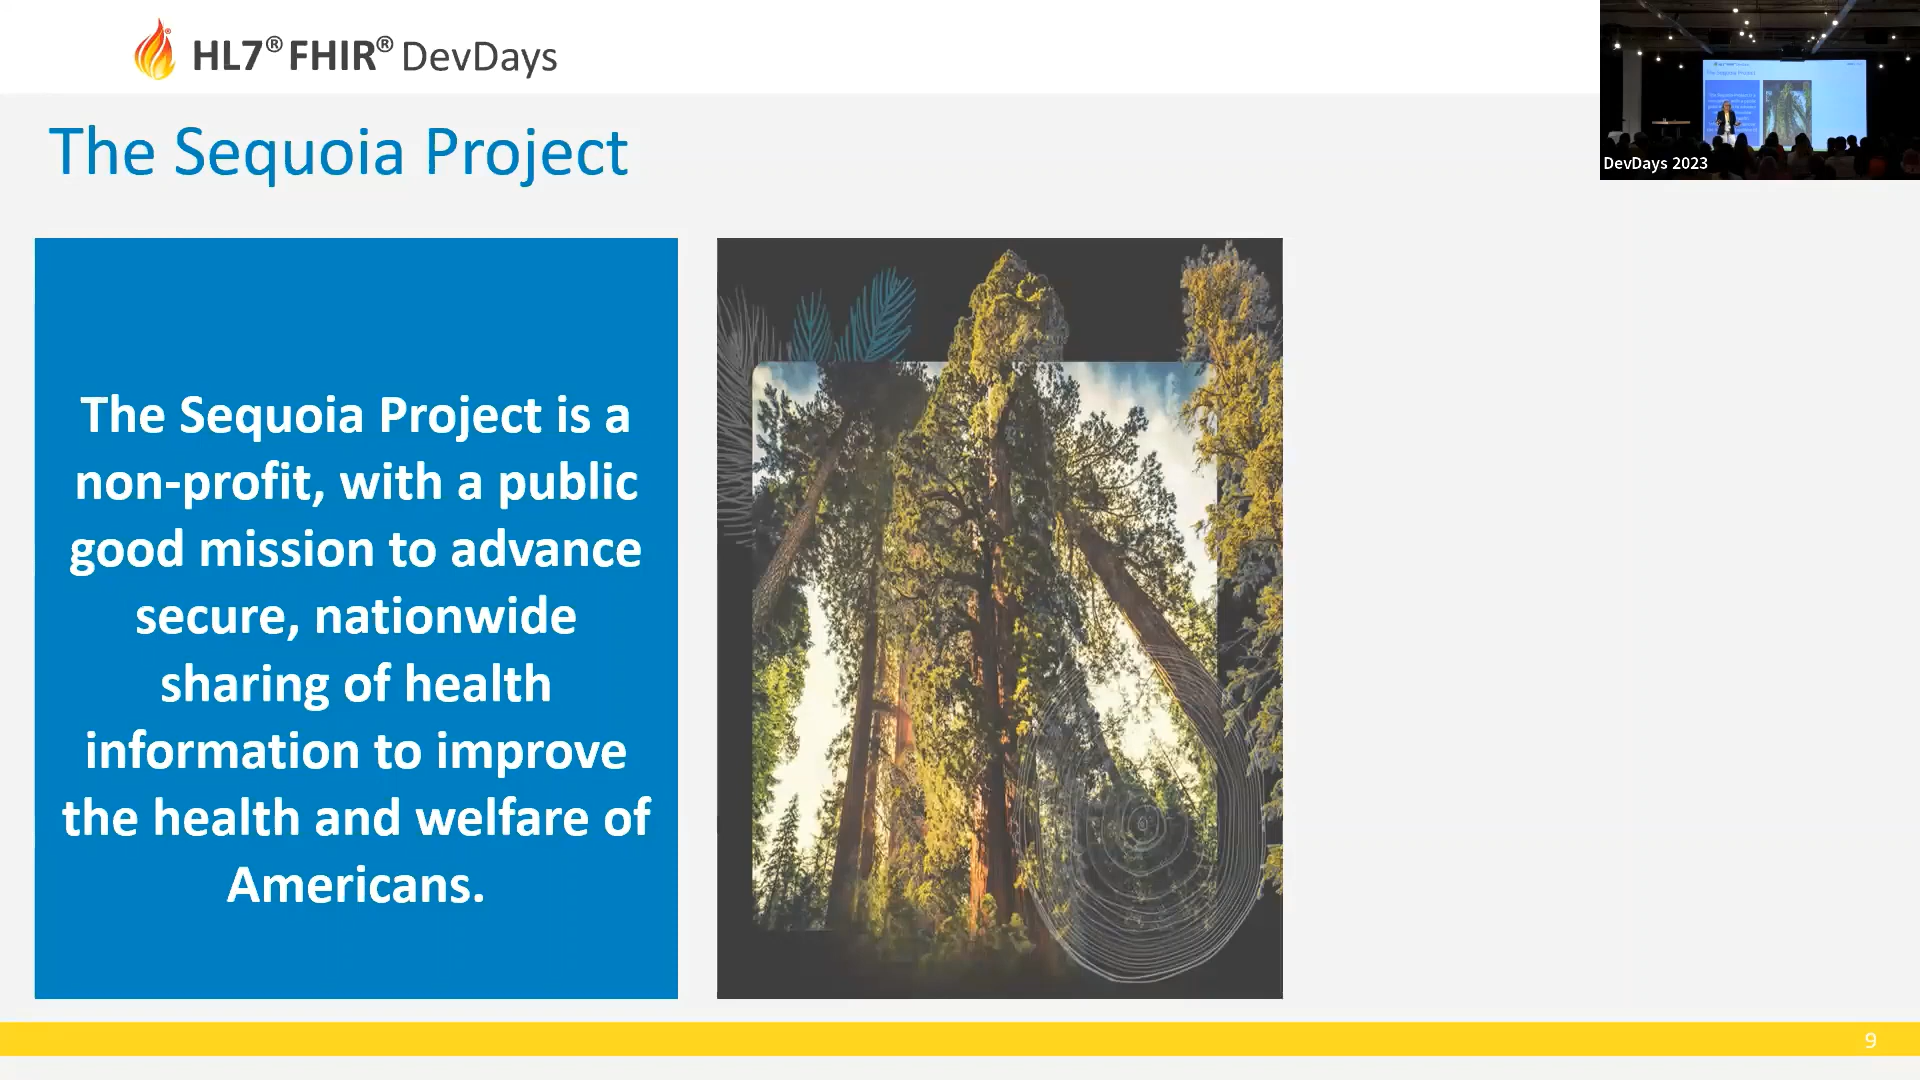 HL7® FHIR® DevDays
DevDays 2023
The Sequoia Project
The Sequoia Project is a
non-profit, with a public
good mission to advance
secure, nationwide
sharing of health
information to improve
the health and welfare of
Americans.
9